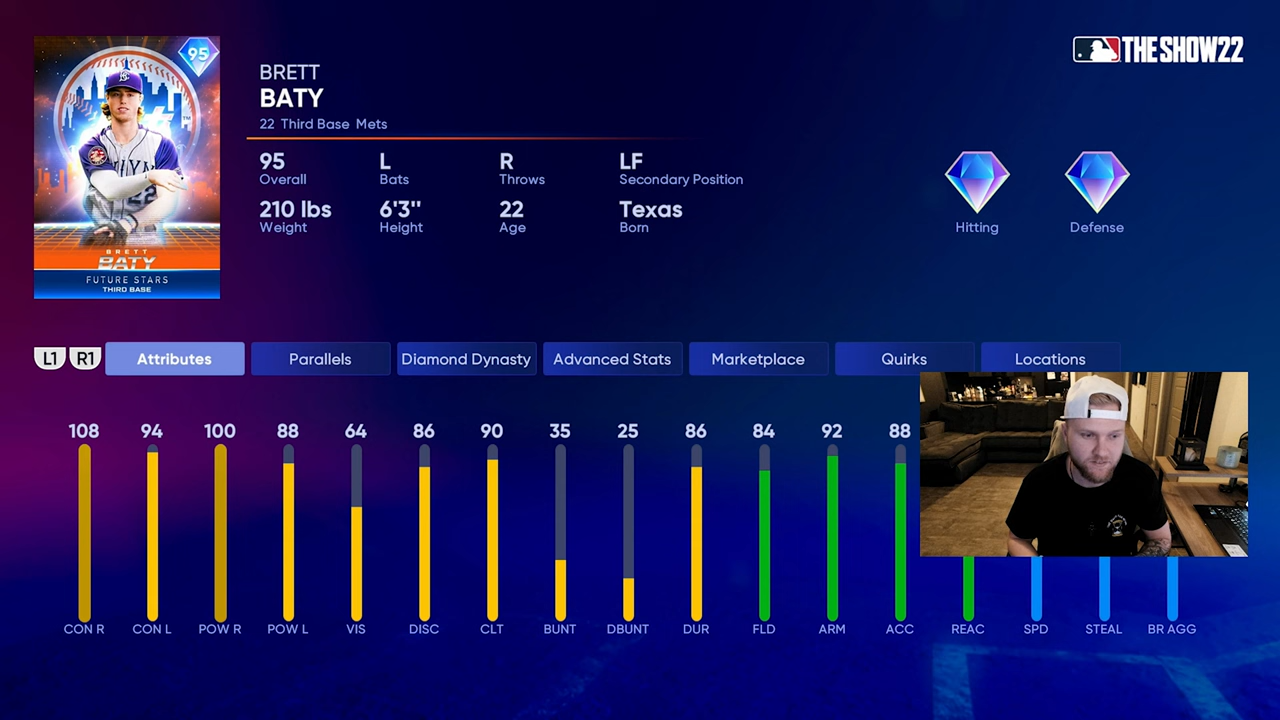 95
BRETT
BATY
FUTURE STARS
THIRD BASE
BRETT
BATY
22 Third Base Mets
95 L R LF
Overall Bats Throws Secondary Position
210 lbs 6'3" 22 Texas
Weight Height Age Born
THE SHOW22
Hitting Defense
L1 R1 Attributes Parallels Diamond Dynasty Advanced Stats Marketplace Quirks Locations
108 94 100 88 64 86 90 35 25 86 84 92 88
CON R CON L POW R POW L VIS DISC CLT BUNT DBUNT DUR FLD ARM ACC REAC SPD STEAL BR AGG